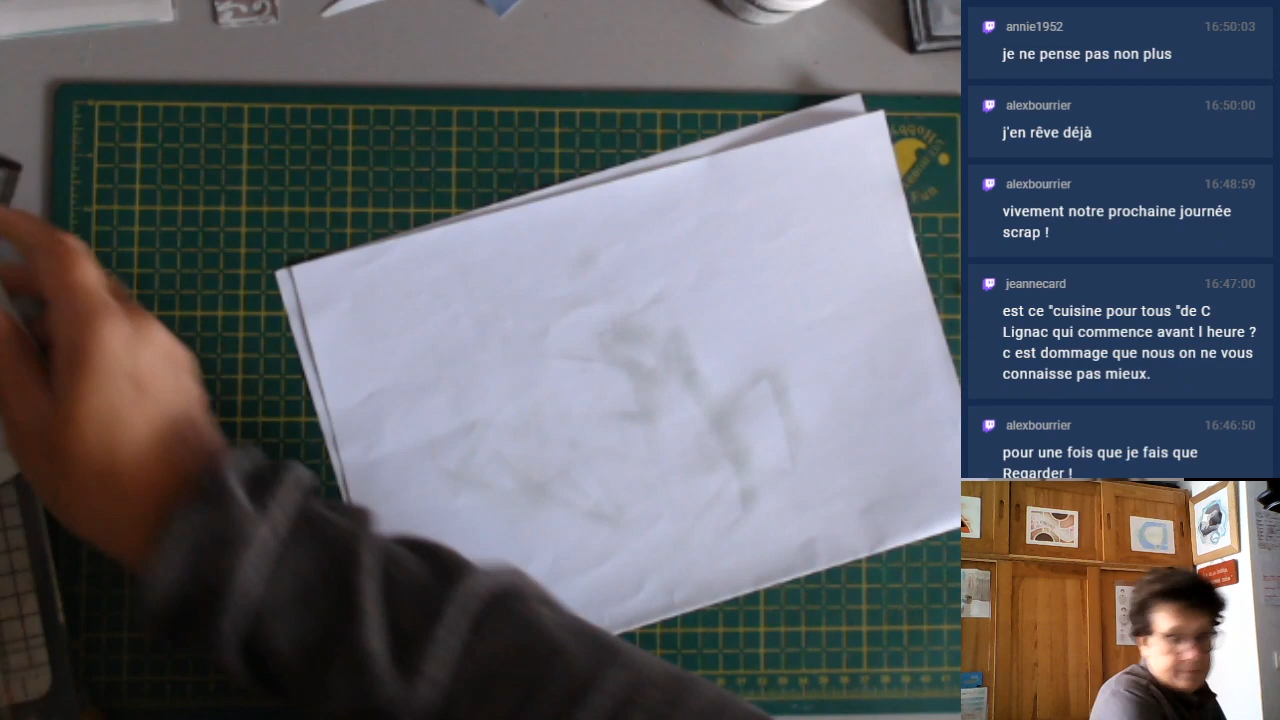 annie1952 16:50:03
je ne pense pas non plus
alexbourrier 16:50:00
j'en rêve déjà
alexbourrier 16:48:59
vivement notre prochaine journée
scrap !
jeannecard 16:47:00
est ce "cuisine pour tous "de C
Lignac qui commence avant l heure ?
c est dommage que nous on ne vous
connaisse pas mieux.
alexbourrier 16:46:50
pour une fois que je fais que
Regarder !
Hobby
Fun